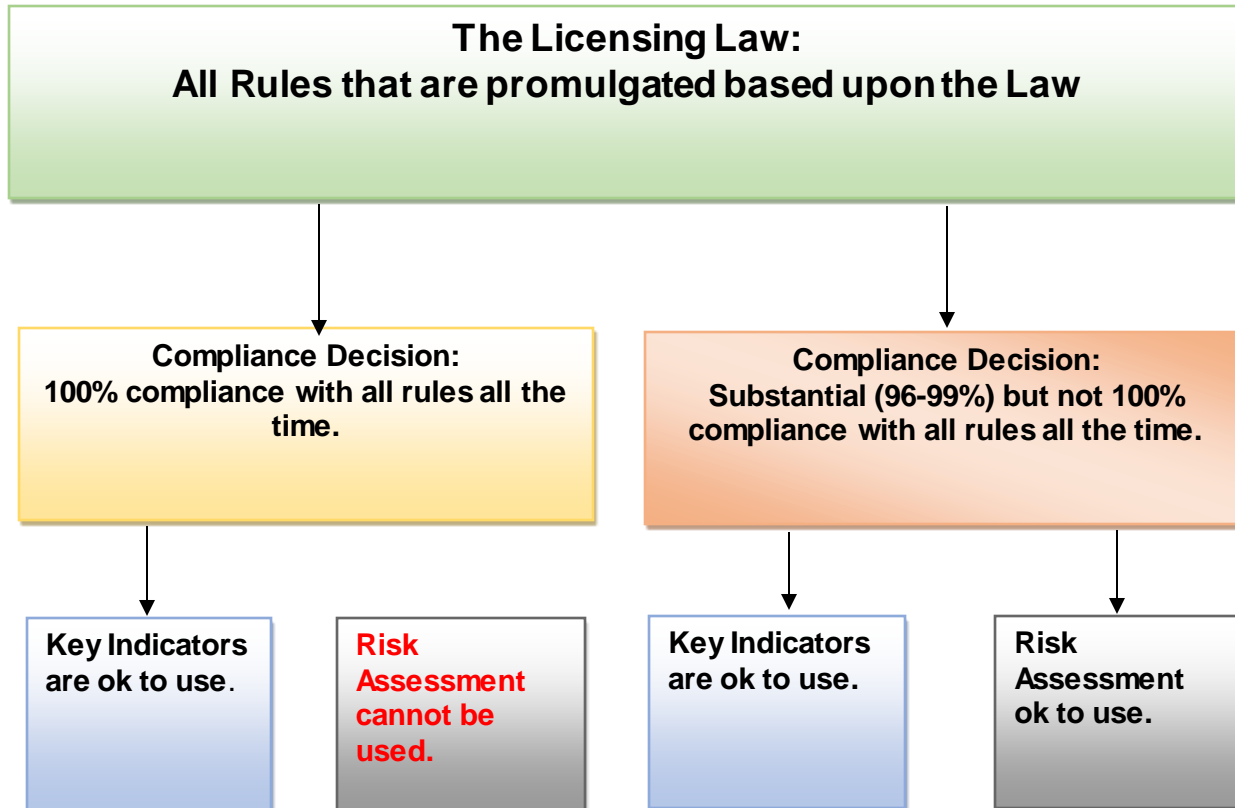 The Licensing Law:
All Rules that are promulgated based upon the Law
Compliance Decision:
100% compliance with all rules all the
time.
Compliance Decision:
Substantial (96-99%) but not 100%
compliance with all rules all the time.
Key Indicators
are ok to use.
Risk
Assessment
cannot be
used.
Key Indicators
are ok to use.
Risk
Assessment
ok to use.